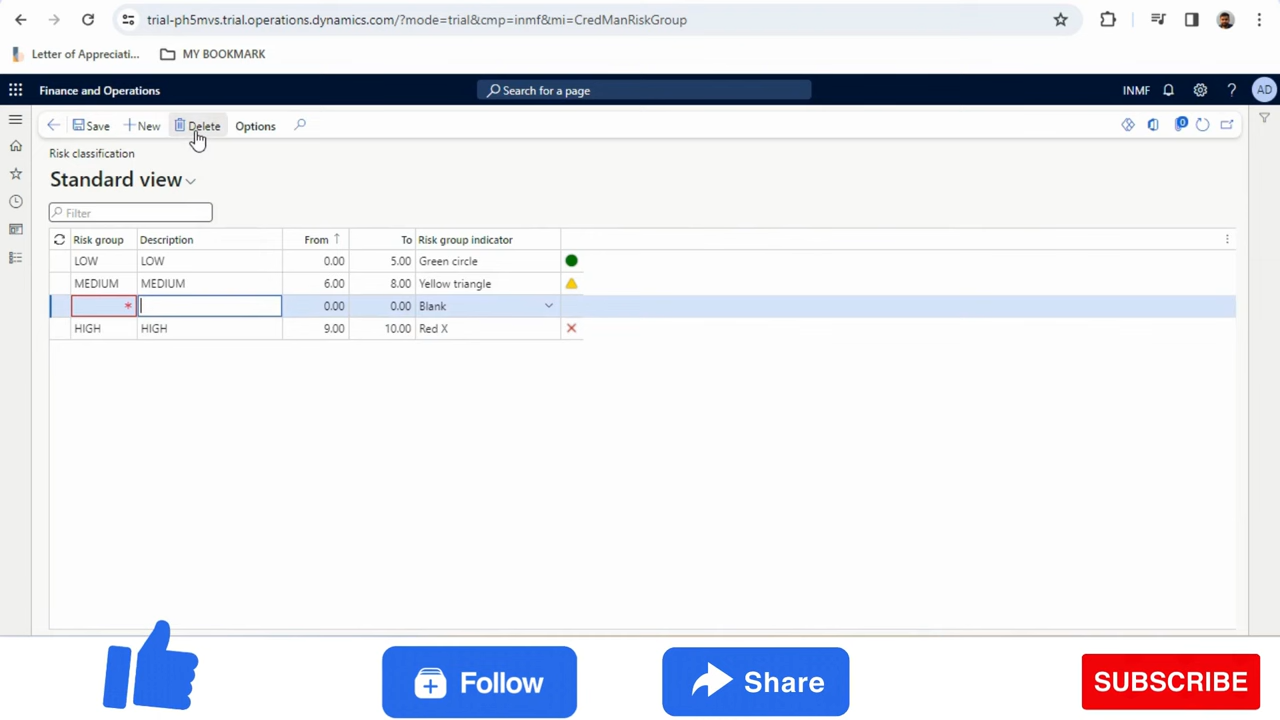 trial-ph5mvs.trial.operations.dynamics.com/?mode=trial&cmp=inmf&mi=CredManRiskGroup
Letter of Appreciati... MY BOOKMARK
Finance and Operations Search for a page INMF ? AD
Save New Delete Options 0
Risk classification
Standard view
Filter
Risk group Description From ↑ To Risk group indicator
LOW LOW 0.00 5.00 Green circle
MEDIUM MEDIUM 6.00 8.00 Yellow triangle
* 0.00 0.00 Blank
HIGH HIGH 9.00 10.00 Red X
Follow Share SUBSCRIBE